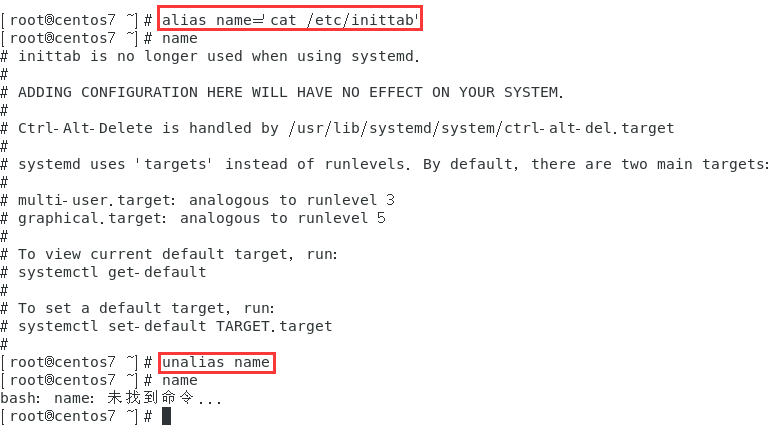 [root@centos7 ~]# alias name='cat /etc/inittab'
[root@centos7 ~]# name
# inittab is no longer used when using systemd.
#
# ADDING CONFIGURATION HERE WILL HAVE NO EFFECT ON YOUR SYSTEM.
#
# Ctrl-Alt-Delete is handled by /usr/lib/systemd/system/ctrl-alt-del.target
#
# systemd uses 'targets' instead of runlevels. By default, there are two main targets:
#
# multi-user.target: analogous to runlevel 3
# graphical.target: analogous to runlevel 5
#
# To view current default target, run:
# systemctl get-default
#
# To set a default target, run:
# systemctl set-default TARGET.target
#
[root@centos7 ~]# unalias name
[root@centos7 ~]# name
bash: name: 未找到命令...
[root@centos7 ~]#